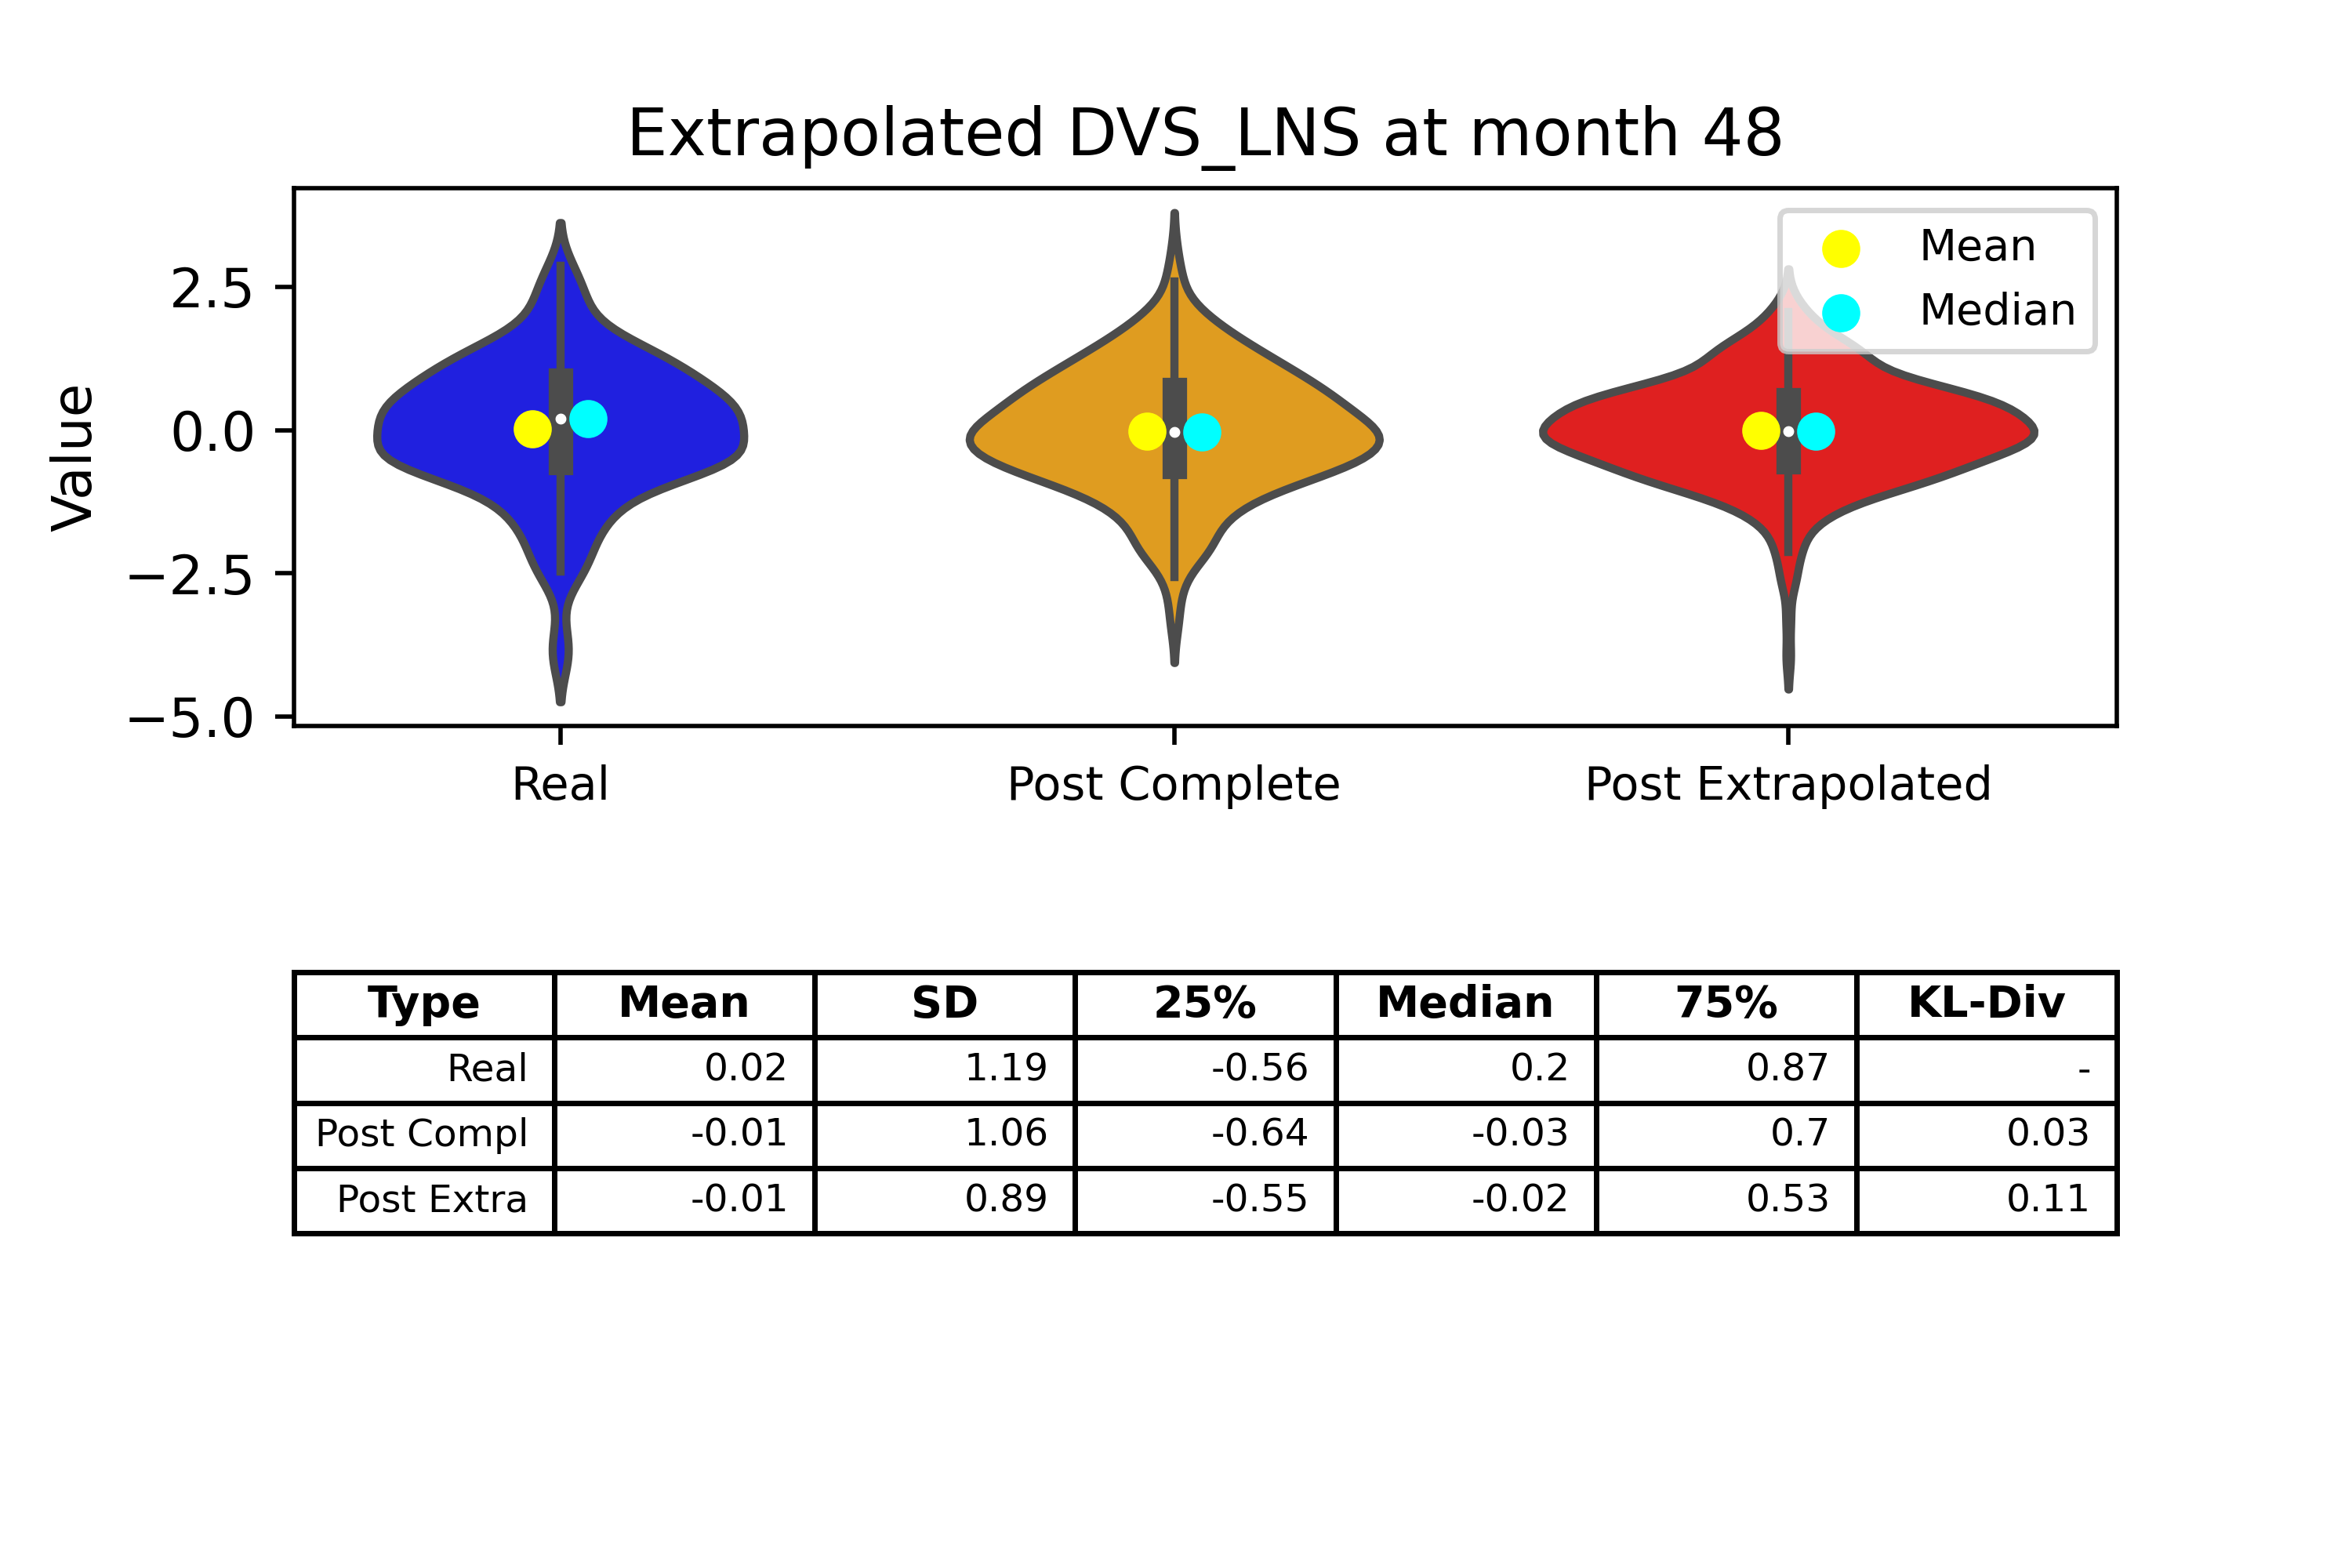 Extrapolated DVS_LNS at month 48
Value
2.5
0.0
−2.5
−5.0
Mean
Median
Real Post Complete Post Extrapolated
Type Mean SD 25% Median 75% KL-Div
Real 0.02 1.19 -0.56 0.2 0.87 -
Post Compl -0.01 1.06 -0.64 -0.03 0.7 0.03
Post Extra -0.01 0.89 -0.55 -0.02 0.53 0.11